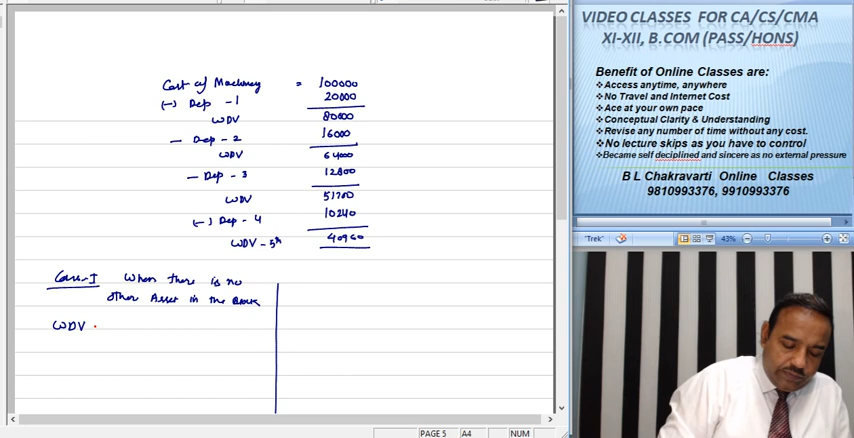 Cost of Machinery = 100000
(-) Dep - 1 20000
WDV 80000
- Dep - 2 16000
WDV 64000
- Dep - 3 12800
WDV 51200
(-) Dep - 4 10240
WDV - 5th 40960
Case-I When there is no
other Asset in the Block
WDV
PAGE 5 A4 NUM
VIDEO CLASSES FOR CA/CS/CMA
XI-XII, B.COM (PASS/HONS)
Benefit of Online Classes are:
❖Access anytime, anywhere
❖No Travel and Internet Cost
❖Ace at your own pace
❖Conceptual Clarity & Understanding
❖Revise any number of time without any cost.
❖No lecture skips as you have to control
❖Became self deciplined and sincere as no external pressure
B L Chakravarti Online Classes
9810993376, 9910993376
"Trek" 43%